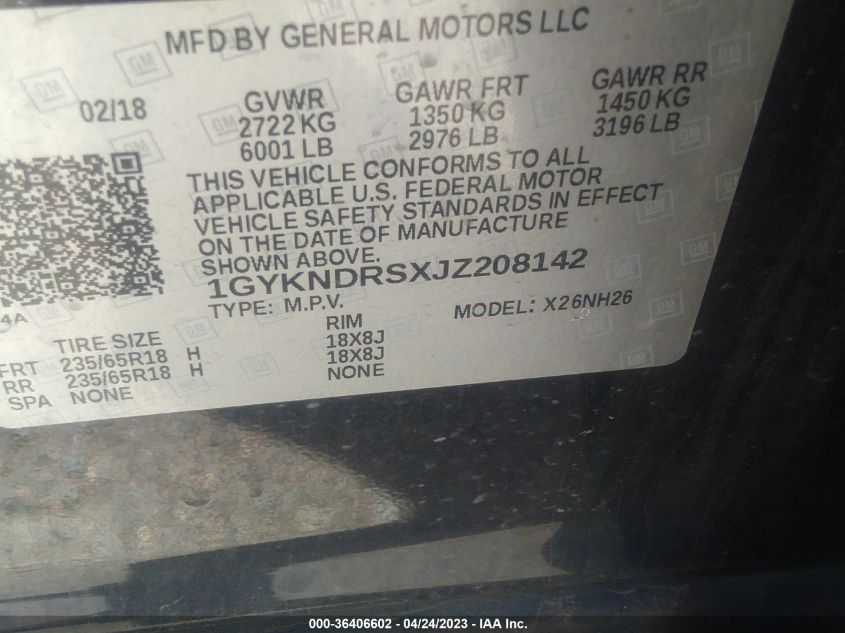 MFD BY GENERAL MOTORS LLC
02/18
GVWR
2722 KG
6001 LB
GAWR FRT
1350 KG
2976 LB
GAWR RR
1450 KG
3196 LB
THIS VEHICLE CONFORMS TO ALL
APPLICABLE U.S. FEDERAL MOTOR
VEHICLE SAFETY STANDARDS IN EFFECT
ON THE DATE OF MANUFACTURE
SHOWN ABOVE.
1GYKNDRSXJZ208142
TYPE: M.P.V.
MODEL: X26NH26
4A
TIRE SIZE RIM
FRT 235/65R18 H 18X8J
RR 235/65R18 H 18X8J
SPA NONE NONE
GM
000-36406602 - 04/24/2023 - IAA Inc.